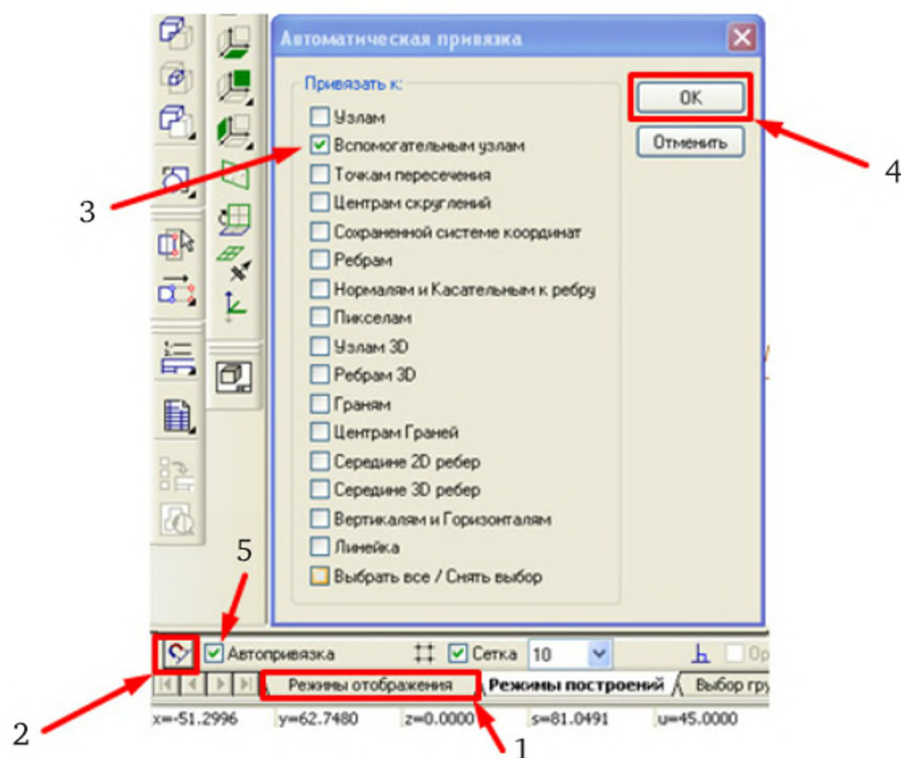 Автоматическая привязка
Привязать к:
OK
Отменить
Узлам
Вспомогательным узлам
Точкам пересечения
Центрам скруглений
Сохраненной системе координат
Ребрам
Нормалям и Касательным к ребру
Пикселам
Узлам 3D
Ребрам 3D
Граням
Центрам Граней
Середине 2D ребер
Середине 3D ребер
Вертикалям и Горизонталям
Линейка
Выбрать все / Снять выбор
3
4
5
Автопривязка
Сетка 10
Ор
Режимы отображения
Режимы построений
Выбор гру
x=-51.2996 y=62.7480 z=0.0000 s=81.0491 u=45.0000
2
1